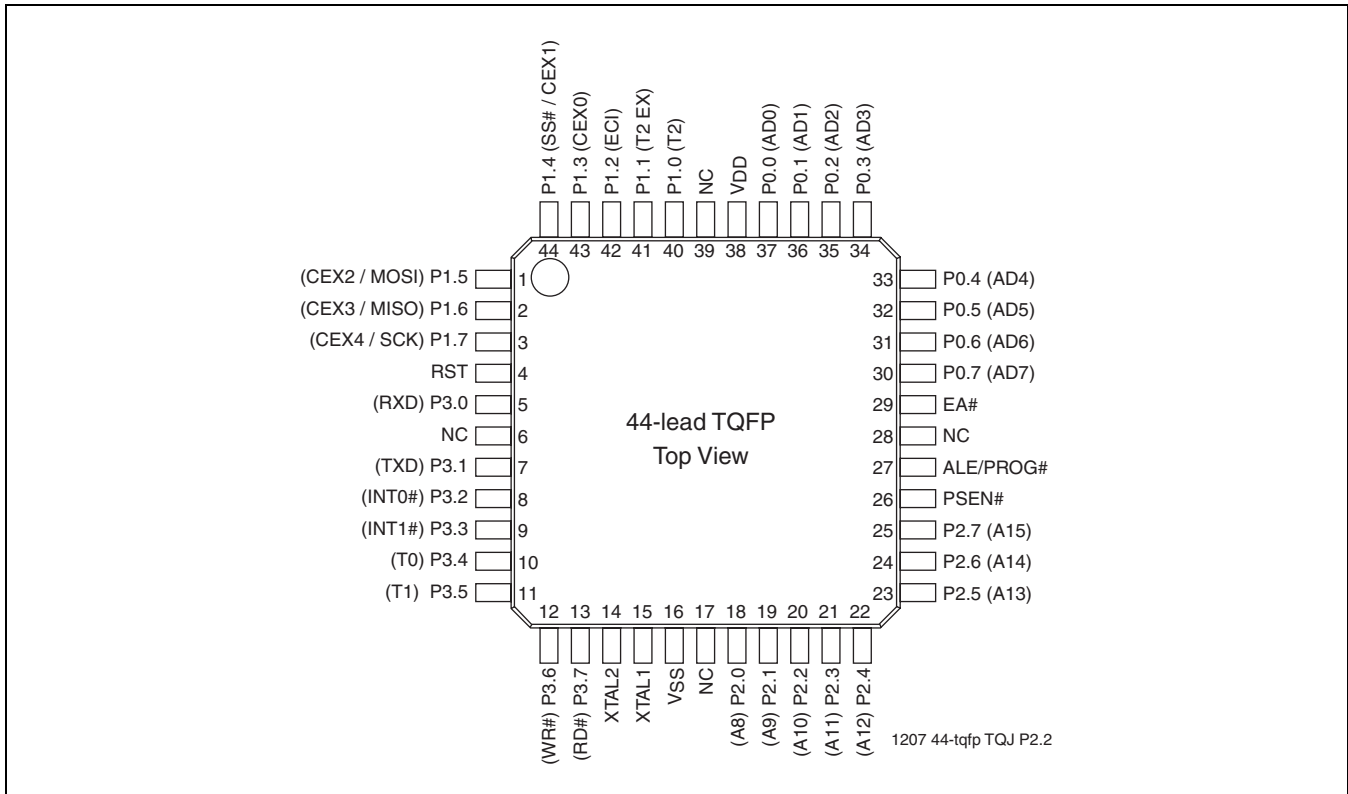 P1.4 (SS# / CEX1)
P1.3 (CEX0)
P1.2 (ECI)
P1.1 (T2 EX)
P1.0 (T2)
NC
VDD
P0.0 (AD0)
P0.1 (AD1)
P0.2 (AD2)
P0.3 (AD3)
44 43 42 41 40 39 38 37 36 35 34
(CEX2 / MOSI) P1.5 1
(CEX3 / MISO) P1.6 2
(CEX4 / SCK) P1.7 3
RST 4
(RXD) P3.0 5
NC 6
(TXD) P3.1 7
(INT0#) P3.2 8
(INT1#) P3.3 9
(T0) P3.4 10
(T1) P3.5 11
44-lead TQFP
Top View
33 P0.4 (AD4)
32 P0.5 (AD5)
31 P0.6 (AD6)
30 P0.7 (AD7)
29 EA#
28 NC
27 ALE/PROG#
26 PSEN#
25 P2.7 (A15)
24 P2.6 (A14)
23 P2.5 (A13)
12 13 14 15 16 17 18 19 20 21 22
(WR#) P3.6
(RD#) P3.7
XTAL2
XTAL1
VSS
NC
(A8) P2.0
(A9) P2.1
(A10) P2.2
(A11) P2.3
(A12) P2.4
1207 44-tqfp TQJ P2.2